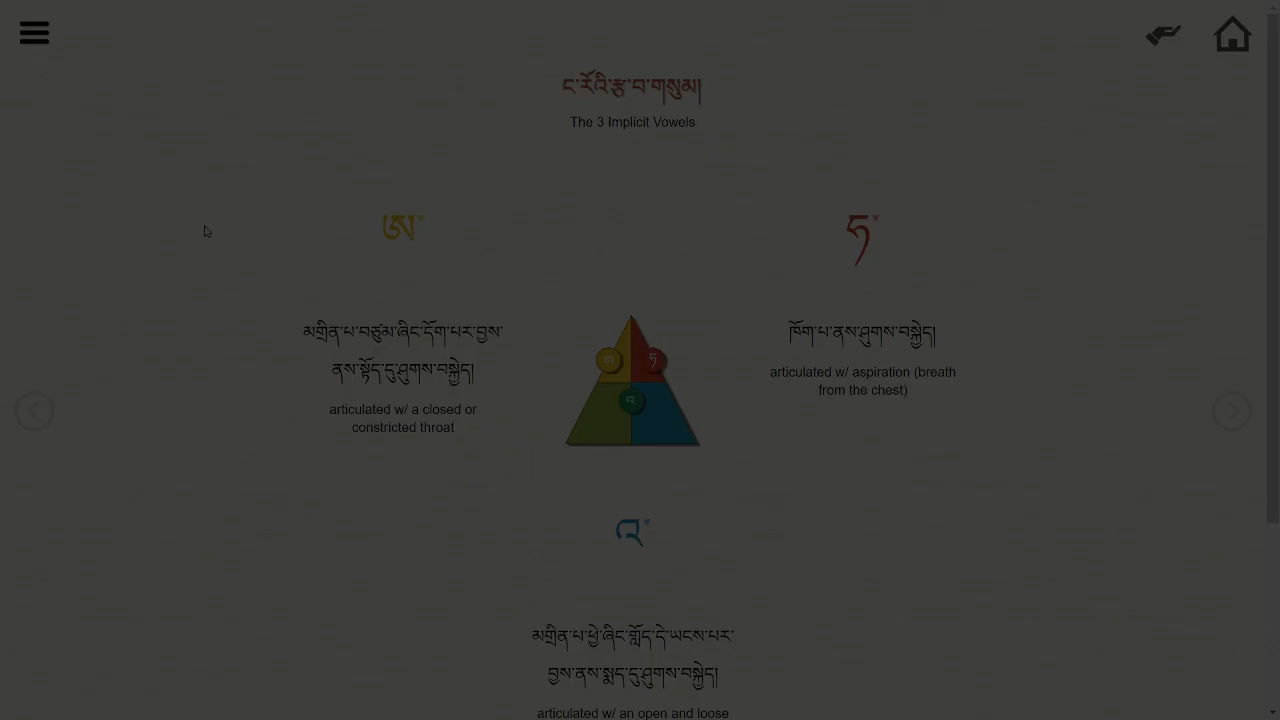 ང་རོའི་རྩ་བ་གསུམ།
The 3 Implicit Vowels
ཨ་
ཧ་
མགྲིན་པ་བཙུམ་ཞིང་དོག་པར་བྱས་
ནས་སྟོད་དུ་ཤུགས་བསྐྱེད།
articulated w/ a closed or
constricted throat
ཁོག་པ་ནས་ཤུགས་བསྐྱེད།
articulated w/ aspiration (breath
from the chest)
ཨ ཧ
འ
འ་
མགྲིན་པ་ཕྱེ་ཞིང་གློད་དེ་ཡངས་པར་
བྱས་ནས་སྨད་དུ་ཤུགས་བསྐྱེད།
articulated w/ an open and loose